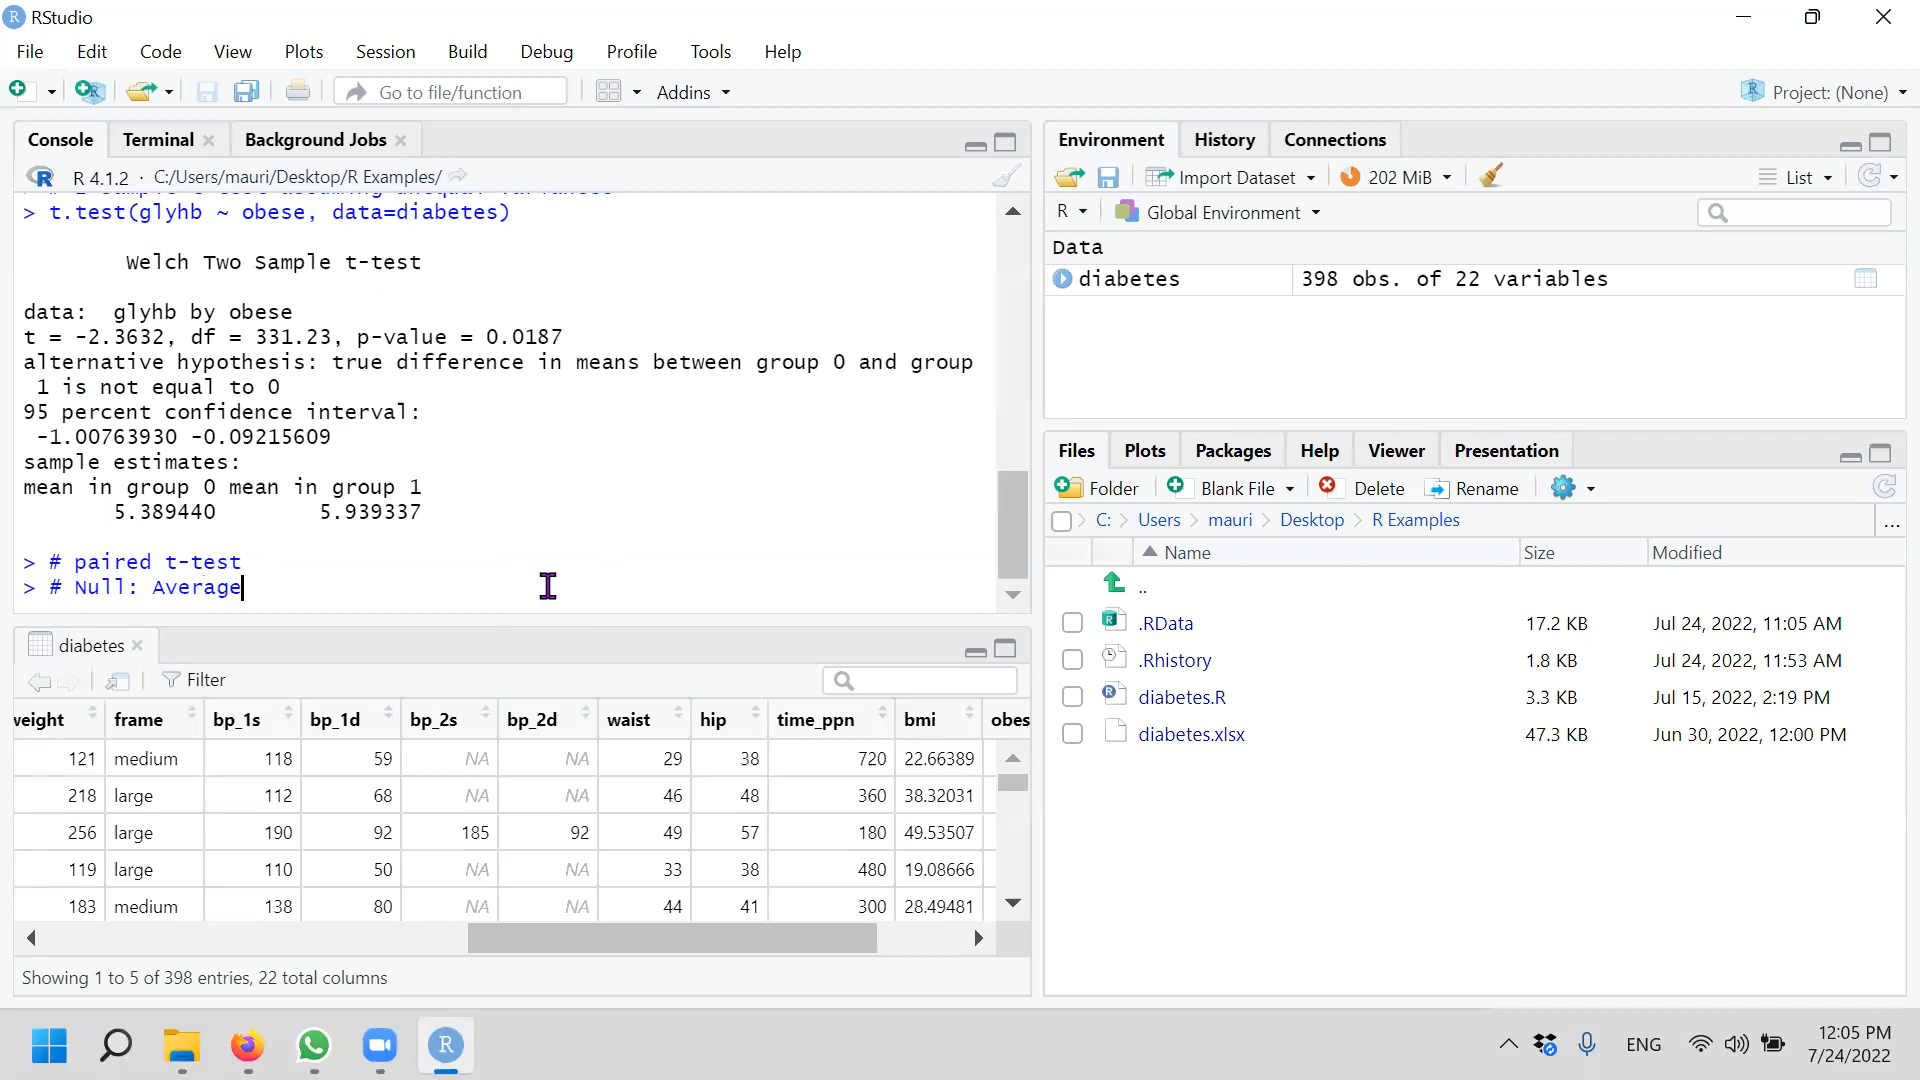 RStudio
File Edit Code View Plots Session Build Debug Profile Tools Help
Go to file/function Addins Project: (None)
Console Terminal Background Jobs
R 4.1.2 · C:/Users/mauri/Desktop/R Examples/
> t.test(glyhb ~ obese, data=diabetes)
Welch Two Sample t-test
data: glyhb by obese
t = -2.3632, df = 331.23, p-value = 0.0187
alternative hypothesis: true difference in means between group 0 and group
1 is not equal to 0
95 percent confidence interval:
-1.00763930 -0.09215609
sample estimates:
mean in group 0 mean in group 1
5.389440 5.939337
> # paired t-test
> # Null: Average
diabetes
Filter
weight frame bp_1s bp_1d bp_2s bp_2d waist hip time_ppn bmi obes
121 medium 118 59 NA NA 29 38 720 22.66389
218 large 112 68 NA NA 46 48 360 38.32031
256 large 190 92 185 92 49 57 180 49.53507
119 large 110 50 NA NA 33 38 480 19.08666
183 medium 138 80 NA NA 44 41 300 28.49481
Showing 1 to 5 of 398 entries, 22 total columns
Environment History Connections
Import Dataset 202 MiB List
R Global Environment
Data
diabetes 398 obs. of 22 variables
Files Plots Packages Help Viewer Presentation
Folder Blank File Delete Rename
C: Users mauri Desktop R Examples ...
Name Size Modified
..
.RData 17.2 KB Jul 24, 2022, 11:05 AM
.Rhistory 1.8 KB Jul 24, 2022, 11:53 AM
diabetes.R 3.3 KB Jul 15, 2022, 2:19 PM
diabetes.xlsx 47.3 KB Jun 30, 2022, 12:00 PM
ENG
12:05 PM
7/24/2022